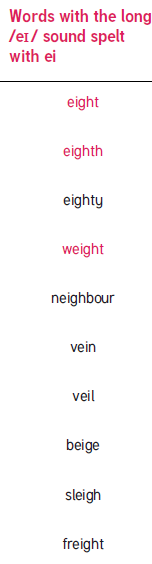 Words with the long
/eɪ/ sound spelt
with ei
eight
eighth
eighty
weight
neighbour
vein
veil
beige
sleigh
freight